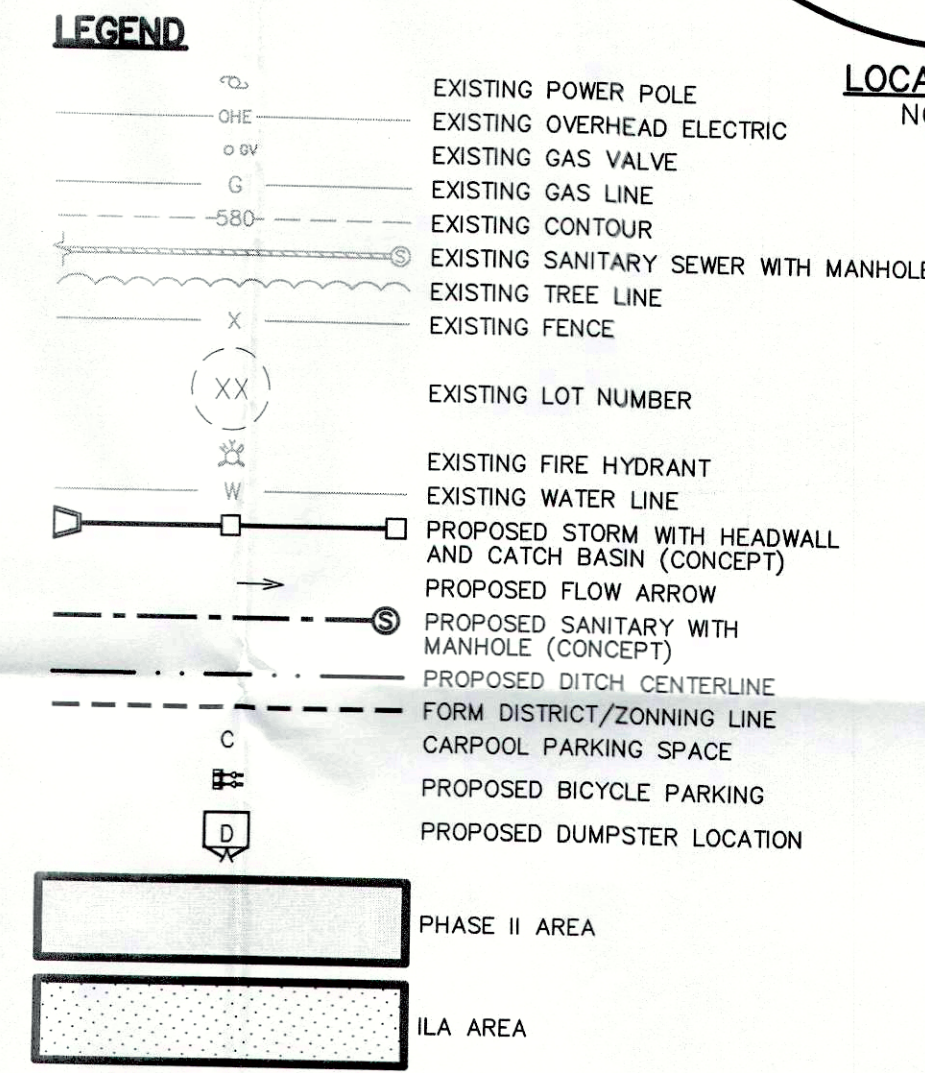 LEGEND
EXISTING POWER POLE
OHE EXISTING OVERHEAD ELECTRIC
GV EXISTING GAS VALVE
G EXISTING GAS LINE
580 EXISTING CONTOUR
S EXISTING SANITARY SEWER WITH MANHOLE
EXISTING TREE LINE
X EXISTING FENCE
XX EXISTING LOT NUMBER
EXISTING FIRE HYDRANT
W EXISTING WATER LINE
PROPOSED STORM WITH HEADWALL
AND CATCH BASIN (CONCEPT)
PROPOSED FLOW ARROW
S PROPOSED SANITARY WITH
MANHOLE (CONCEPT)
PROPOSED DITCH CENTERLINE
FORM DISTRICT/ZONNING LINE
C CARPOOL PARKING SPACE
PROPOSED BICYCLE PARKING
D PROPOSED DUMPSTER LOCATION
PHASE II AREA
ILA AREA